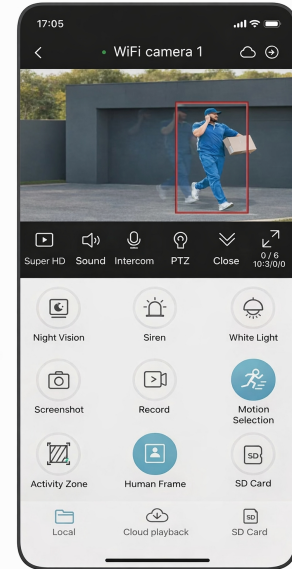 17:05
WiFi camera 1
Super HD Sound Intercom PTZ Close 0 / 6
10:3/0/0
Night Vision Siren White Light
Screenshot Record Motion
Selection
SD
Activity Zone Human Frame SD Card
SD
Local Cloud playback SD Card